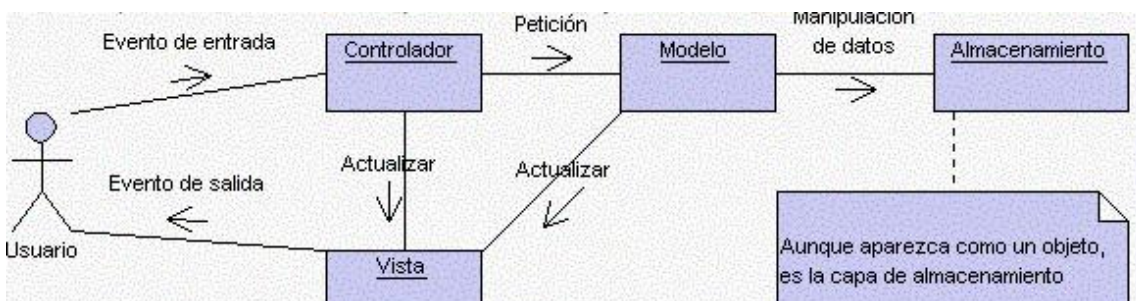 Petición
Manipulación
de datos
Evento de entrada
Controlador
Modelo
Almacenamiento
Actualizar
Actualizar
Evento de salida
Usuario
Vista
Aunque aparezca como un objeto,
es la capa de almacenamiento